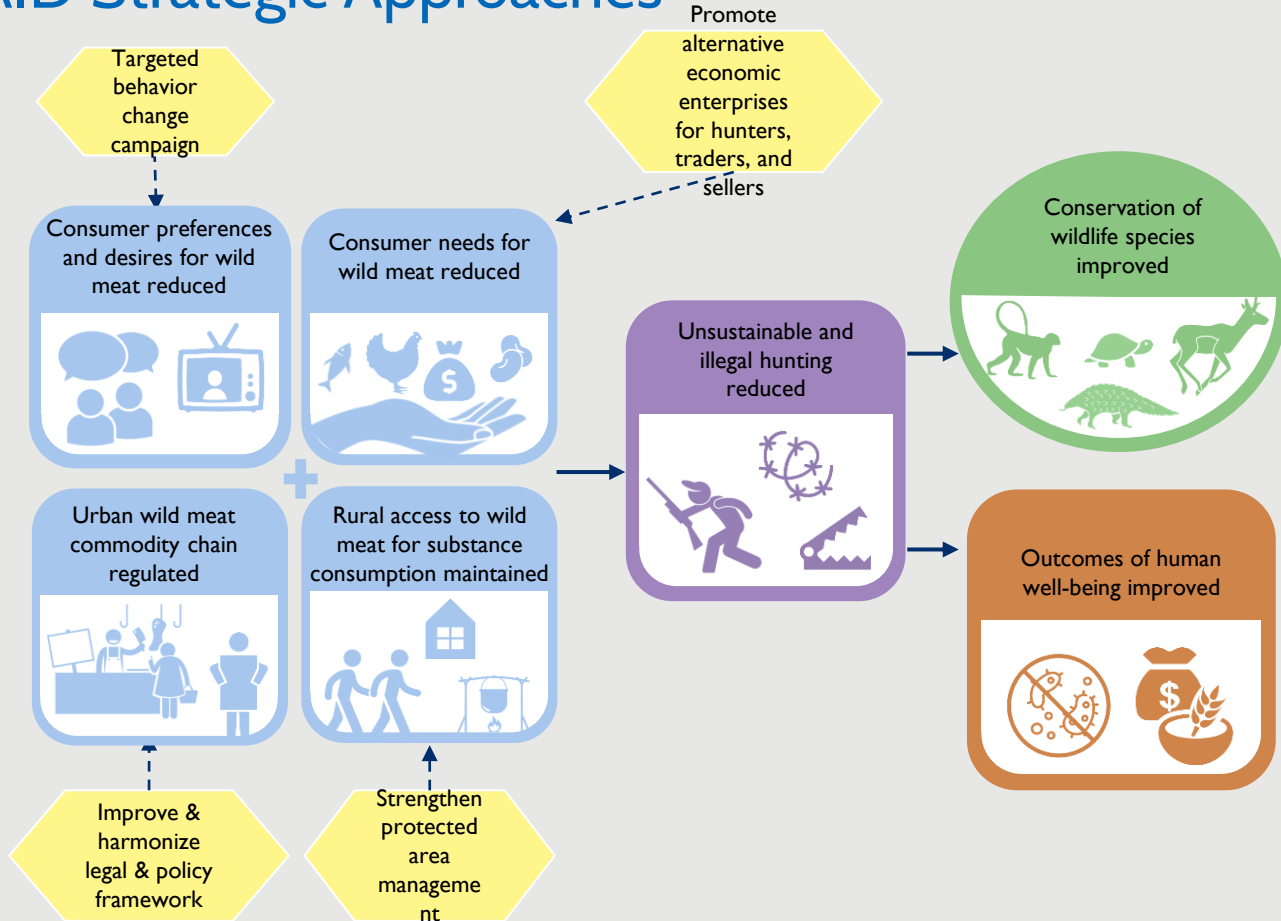 AID Strategic Approaches
Targeted
behavior
change
campaign
Promote
alternative
economic
enterprises
for hunters,
traders, and
sellers
Consumer preferences
and desires for wild
meat reduced
Consumer needs for
wild meat reduced
$
Urban wild meat
commodity chain
regulated
Rural access to wild
meat for substance
consumption maintained
Unsustainable and
illegal hunting
reduced
Conservation of
wildlife species
improved
Outcomes of human
well-being improved
$
Improve &
harmonize
legal & policy
framework
Strengthen
protected
area
manageme
nt